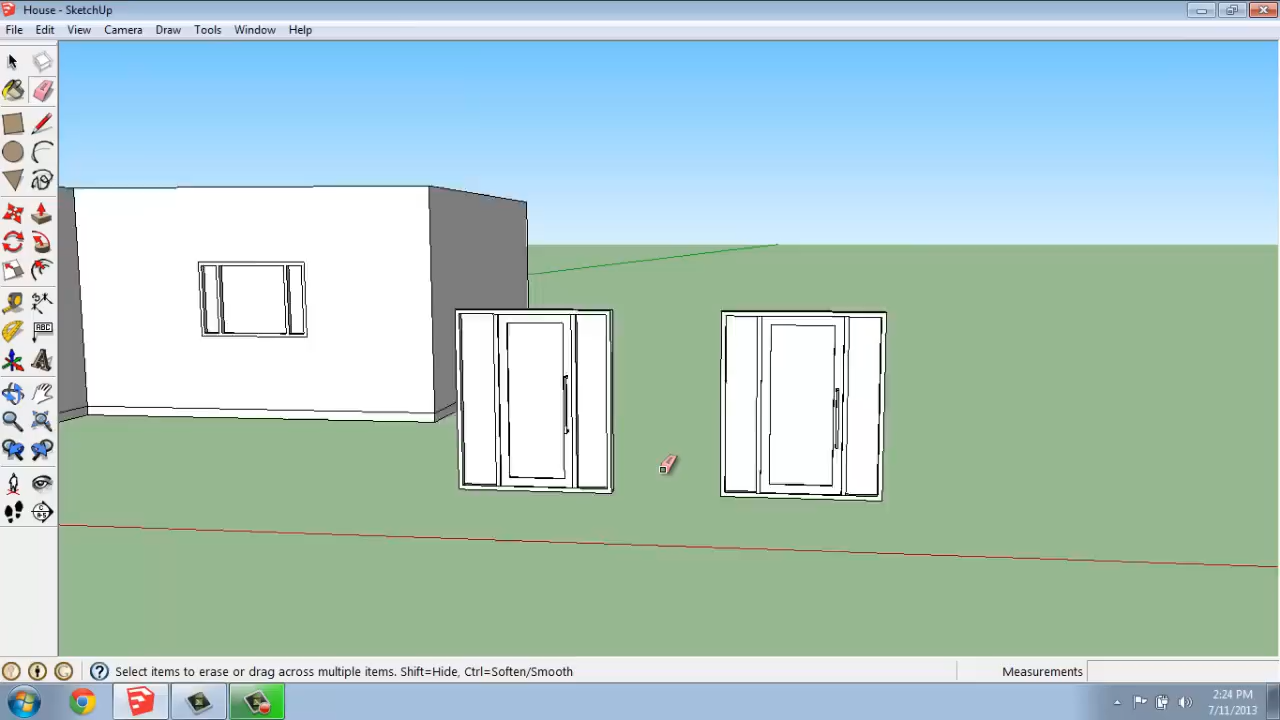 House - SketchUp
File Edit View Camera Draw Tools Window Help
ABC
A
Select items to erase or drag across multiple items. Shift=Hide, Ctrl=Soften/Smooth
Measurements
2:24 PM
7/11/2013